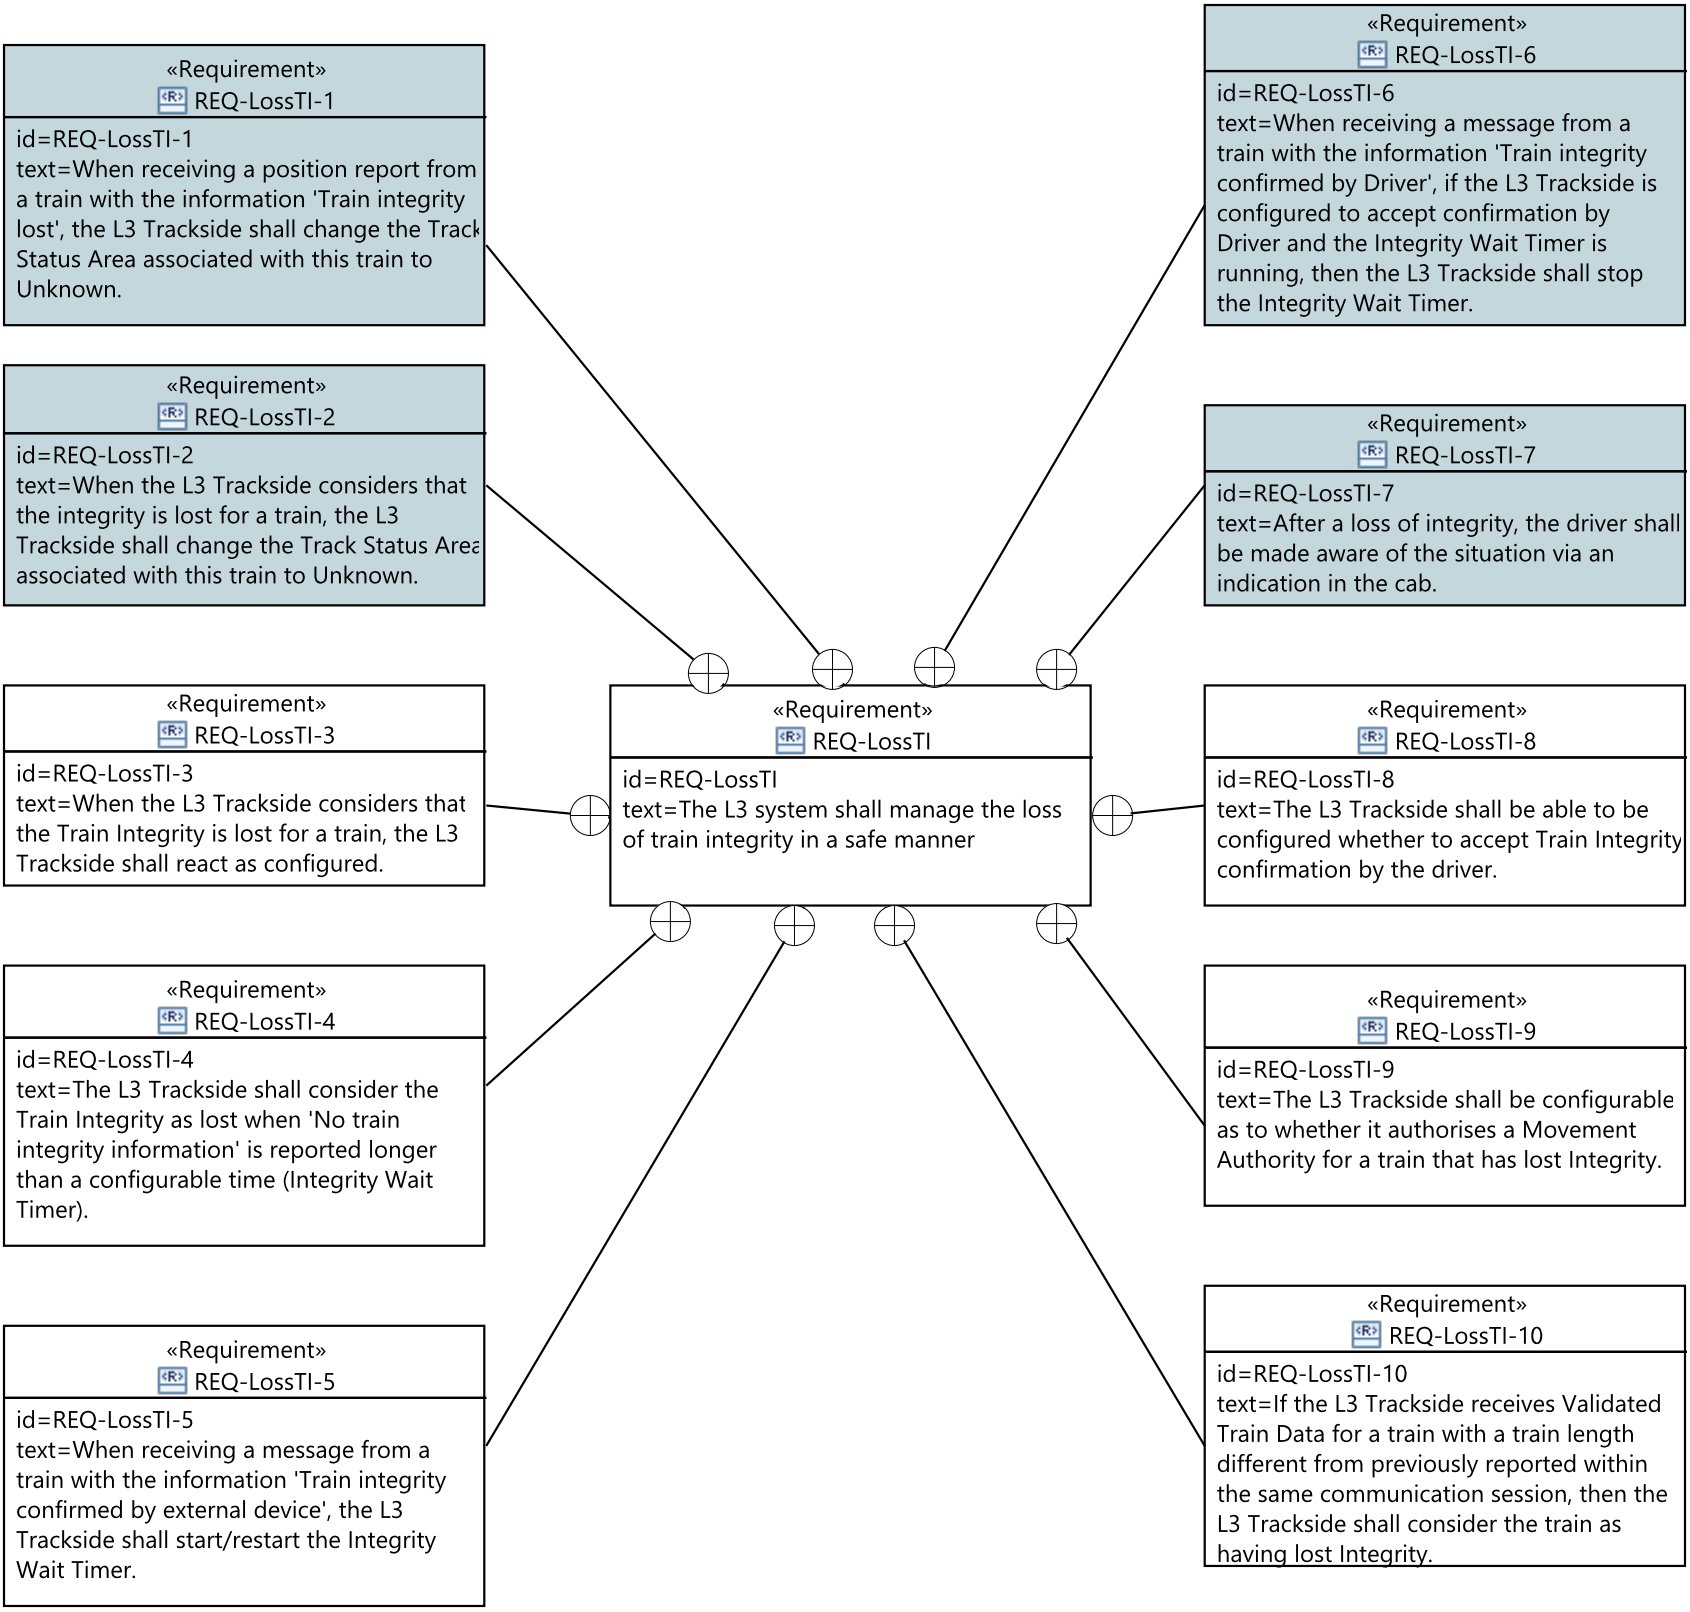 «Requirement»
REQ-LossTI-1
id=REQ-LossTI-1
text=When receiving a position report from
a train with the information 'Train integrity
lost', the L3 Trackside shall change the Track
Status Area associated with this train to
Unknown.
«Requirement»
REQ-LossTI-2
id=REQ-LossTI-2
text=When the L3 Trackside considers that
the integrity is lost for a train, the L3
Trackside shall change the Track Status Area
associated with this train to Unknown.
«Requirement»
REQ-LossTI-3
id=REQ-LossTI-3
text=When the L3 Trackside considers that
the Train Integrity is lost for a train, the L3
Trackside shall react as configured.
«Requirement»
REQ-LossTI-4
id=REQ-LossTI-4
text=The L3 Trackside shall consider the
Train Integrity as lost when 'No train
integrity information' is reported longer
than a configurable time (Integrity Wait
Timer).
«Requirement»
REQ-LossTI-5
id=REQ-LossTI-5
text=When receiving a message from a
train with the information 'Train integrity
confirmed by external device', the L3
Trackside shall start/restart the Integrity
Wait Timer.
«Requirement»
REQ-LossTI
id=REQ-LossTI
text=The L3 system shall manage the loss
of train integrity in a safe manner
«Requirement»
REQ-LossTI-6
id=REQ-LossTI-6
text=When receiving a message from a
train with the information 'Train integrity
confirmed by Driver', if the L3 Trackside is
configured to accept confirmation by
Driver and the Integrity Wait Timer is
running, then the L3 Trackside shall stop
the Integrity Wait Timer.
«Requirement»
REQ-LossTI-7
id=REQ-LossTI-7
text=After a loss of integrity, the driver shall
be made aware of the situation via an
indication in the cab.
«Requirement»
REQ-LossTI-8
id=REQ-LossTI-8
text=The L3 Trackside shall be able to be
configured whether to accept Train Integrity
confirmation by the driver.
«Requirement»
REQ-LossTI-9
id=REQ-LossTI-9
text=The L3 Trackside shall be configurable
as to whether it authorises a Movement
Authority for a train that has lost Integrity.
«Requirement»
REQ-LossTI-10
id=REQ-LossTI-10
text=If the L3 Trackside receives Validated
Train Data for a train with a train length
different from previously reported within
the same communication session, then the
L3 Trackside shall consider the train as
having lost Integrity.